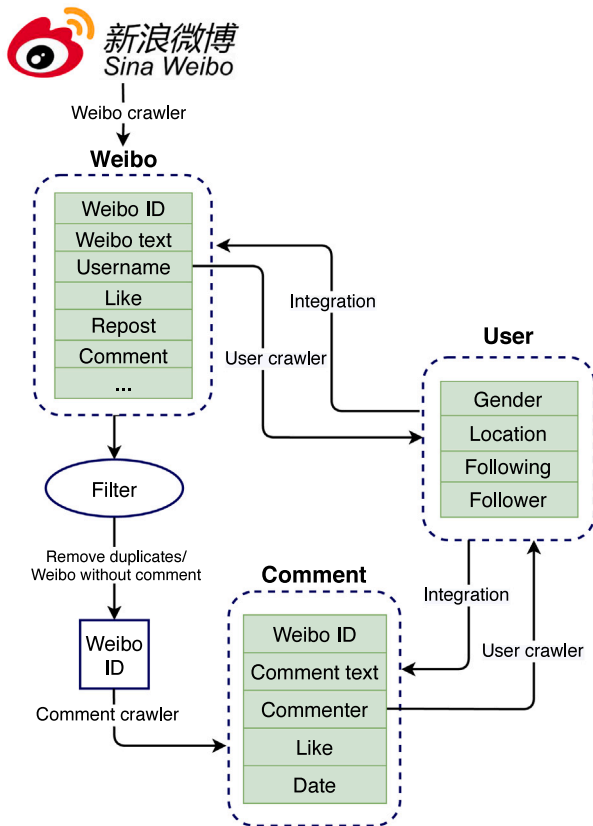 新浪微博
Sina Weibo
Weibo crawler
Weibo
Weibo ID
Weibo text
Username
Like
Repost
Comment
...
Integration
User crawler
User
Gender
Location
Following
Follower
Filter
Remove duplicates/
Weibo without comment
Weibo
ID
Comment crawler
Comment
Weibo ID
Comment text
Commenter
Like
Date
Integration
User crawler